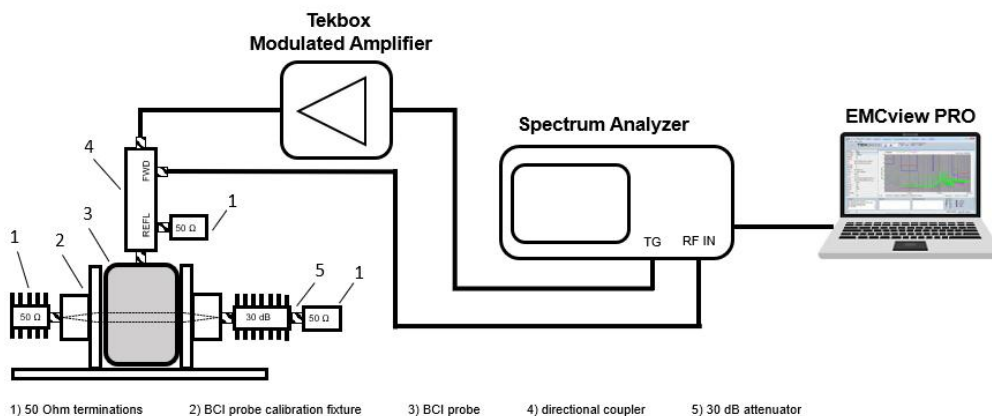 Tekbox
Modulated Amplifier
EMCview PRO
Spectrum Analyzer
4
FWD
REFL
50 Ω
1
3
1
2
TG
RF IN
5
1
50 Ω
30 dB
50 Ω
1) 50 Ohm terminations 2) BCI probe calibration fixture 3) BCI probe 4) directional coupler 5) 30 dB attenuator